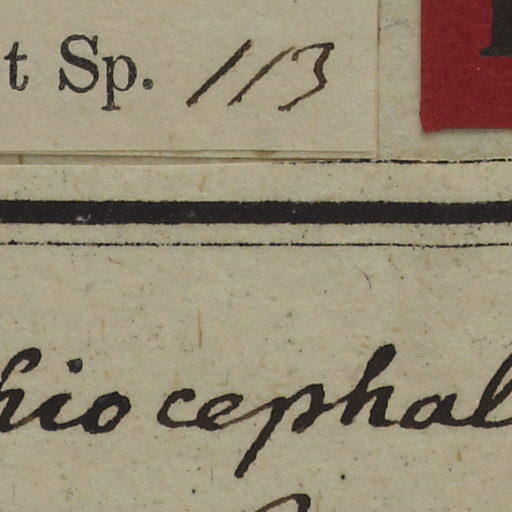 t Sp. 113
hiocephal